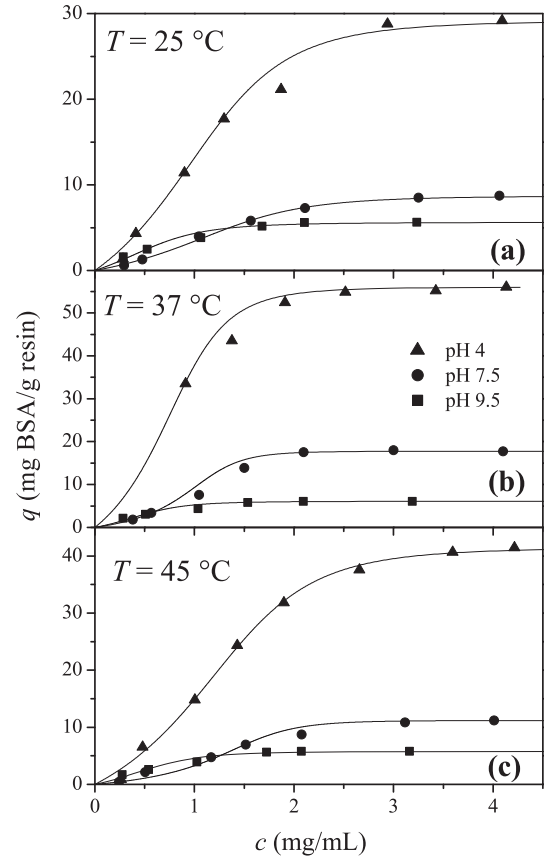 30
T = 25 °C
20
10
0
(a)
T = 37 °C
50
40
pH 4
pH 7.5
30
pH 9.5
20
10
(b)
0
q (mg BSA/g resin)
40
T = 45 °C
30
20
10
(c)
0
0 1 2 3 4
c (mg/mL)